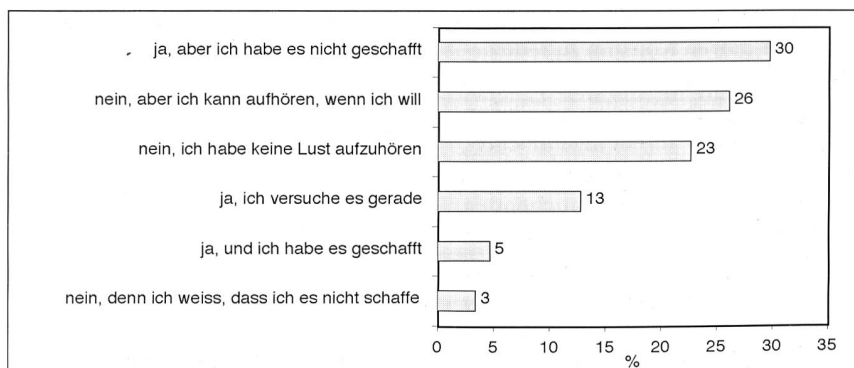 ja, aber ich habe es nicht geschafft 30
nein, aber ich kann aufhören, wenn ich will 26
nein, ich habe keine Lust aufzuhören 23
ja, ich versuche es gerade 13
ja, und ich habe es geschafft 5
nein, denn ich weiss, dass ich es nicht schaffe 3
0 5 10 15 20 25 30 35
%